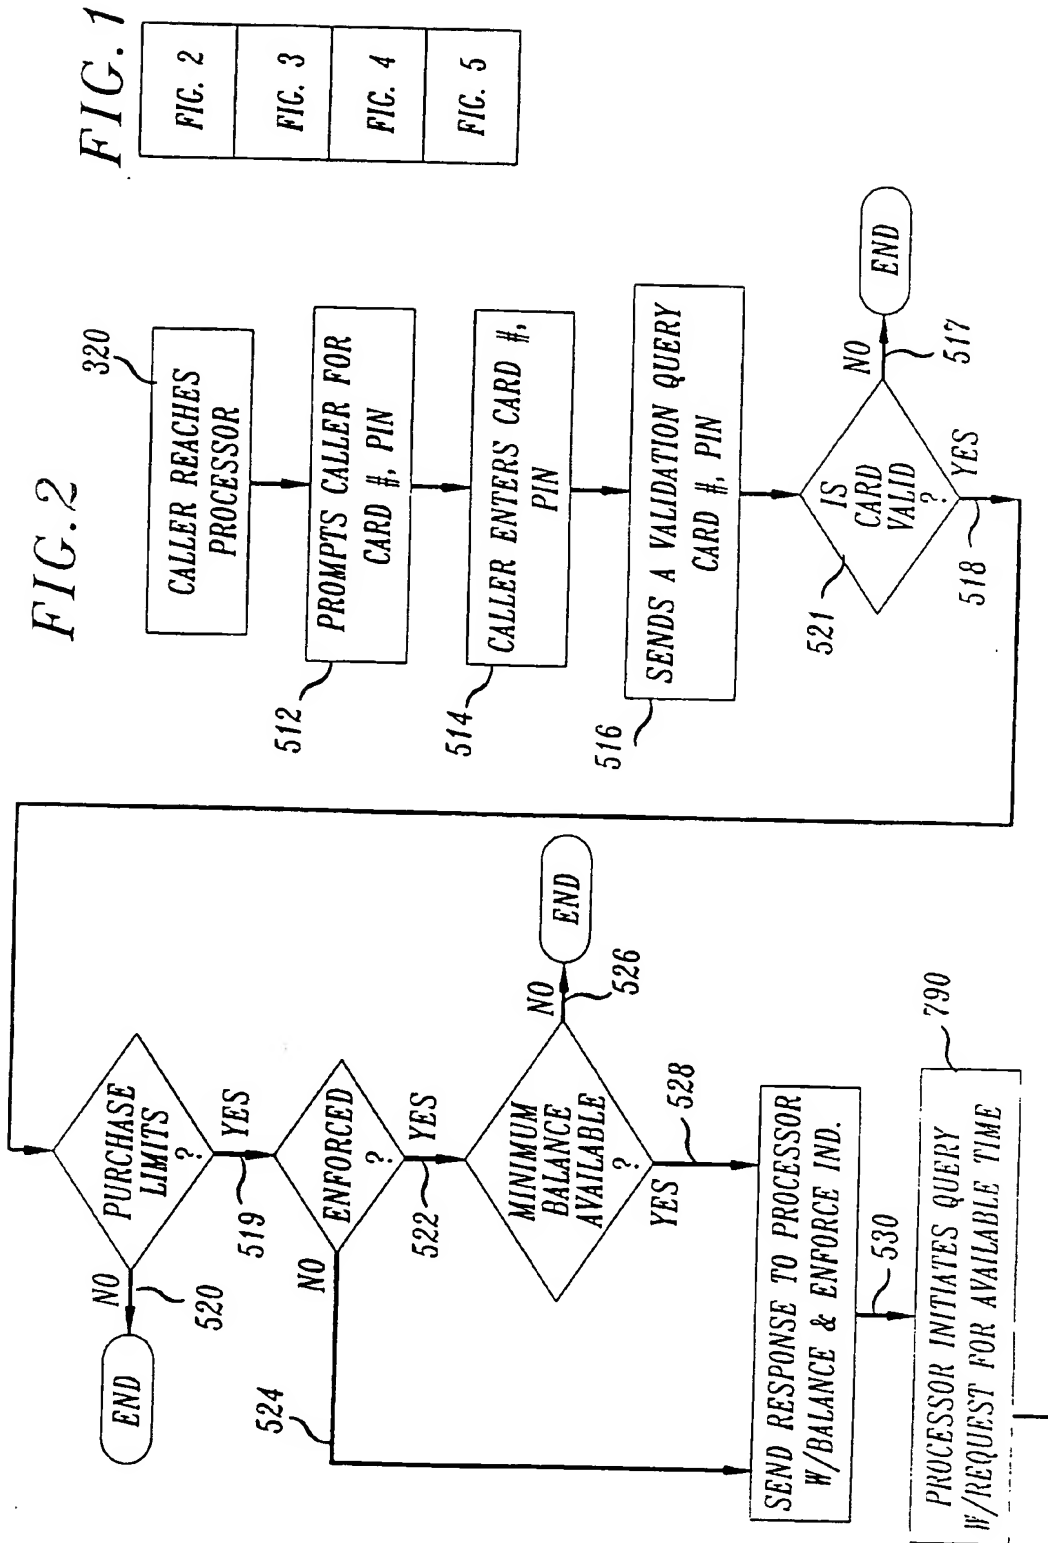 FIG.1
FIG. 2
FIG. 3
FIG. 4
FIG. 5
FIG.2
320
CALLER REACHES
PROCESSOR
512
PROMPTS CALLER FOR
CARD #, PIN
514
CALLER ENTERS CARD #,
PIN
516
SENDS A VALIDATION QUERY
CARD #, PIN
521
IS
CARD
VALID
?
NO
517
END
YES
518
PURCHASE
LIMITS
?
NO
520
END
YES
519
ENFORCED
?
NO
524
YES
522
MINIMUM
BALANCE
AVAILABLE
?
NO
526
END
YES
528
SEND RESPONSE TO PROCESSOR
W/BALANCE & ENFORCE IND.
530
790
PROCESSOR INITIATES QUERY
W/REQUEST FOR AVAILABLE TIME